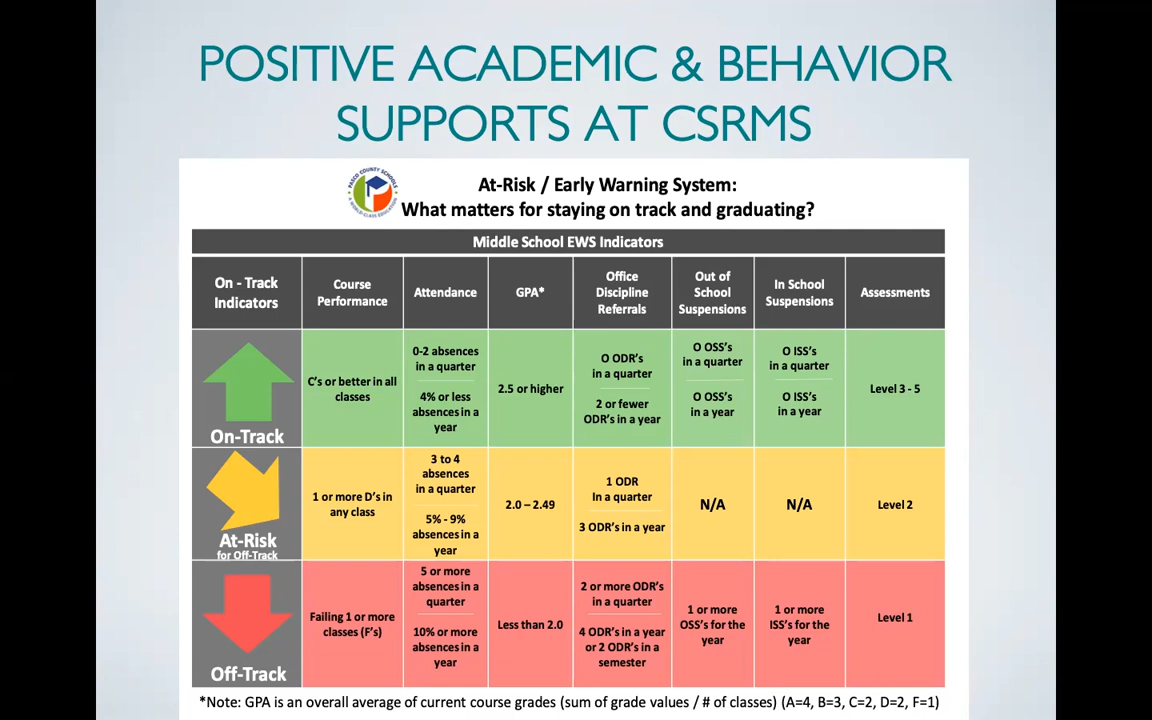 POSITIVE ACADEMIC & BEHAVIOR
SUPPORTS AT CSRMS
PASCO COUNTY SCHOOLS
A WORLD-CLASS EDUCATION
At-Risk / Early Warning System:
What matters for staying on track and graduating?
Middle School EWS Indicators
On - Track
Indicators
Course
Performance
Attendance
GPA*
Office
Discipline
Referrals
Out of
School
Suspensions
In School
Suspensions
Assessments
On-Track
C's or better in all
classes
0-2 absences
in a quarter
4% or less
absences in a
year
2.5 or higher
O ODR's
in a quarter
2 or fewer
ODR's in a year
O OSS's
in a quarter
O OSS's
in a year
O ISS's
in a quarter
O ISS's
in a year
Level 3 - 5
At-Risk
for Off-Track
1 or more D's in
any class
3 to 4
absences
in a quarter
5% - 9%
absences in a
year
2.0 – 2.49
1 ODR
In a quarter
3 ODR's in a year
N/A
N/A
Level 2
Off-Track
Failing 1 or more
classes (F's)
5 or more
absences in a
quarter
10% or more
absences in a
year
Less than 2.0
2 or more ODR's
in a quarter
4 ODR's in a year
or 2 ODR's in a
semester
1 or more
OSS's for the
year
1 or more
ISS's for the
year
Level 1
*Note: GPA is an overall average of current course grades (sum of grade values / # of classes) (A=4, B=3, C=2, D=2, F=1)